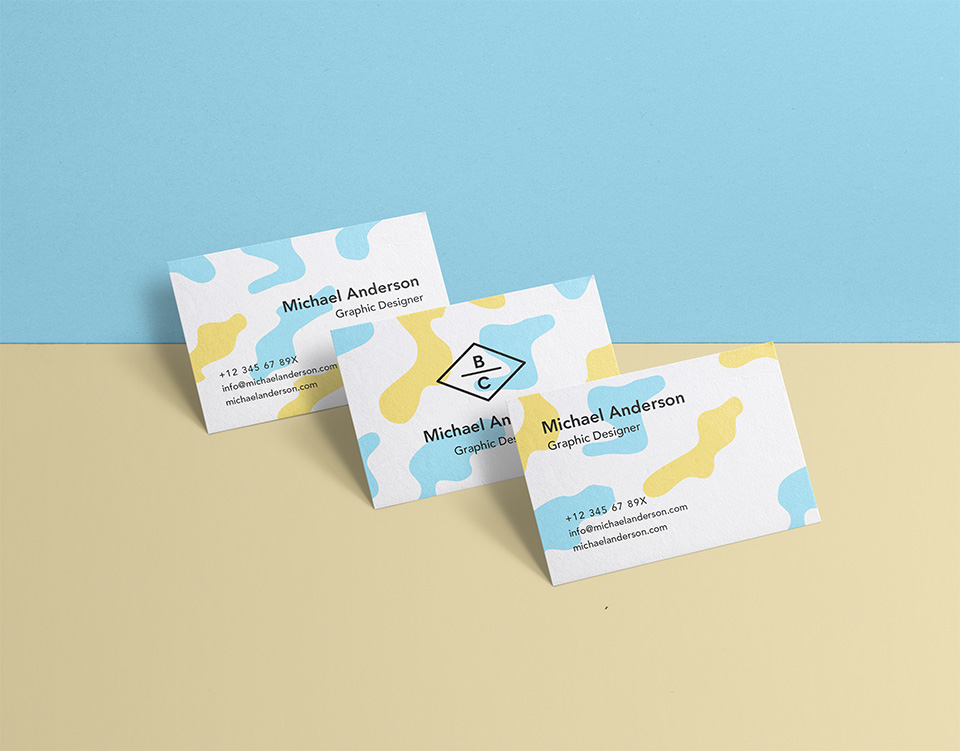 Michael Anderson
Graphic Designer
+12 345 67 89X
info@michaelanderson.com
michaelanderson.com
B
C
Michael An
Graphic Des
Michael Anderson
Graphic Designer
+12 345 67 89X
info@michaelanderson.com
michaelanderson.com